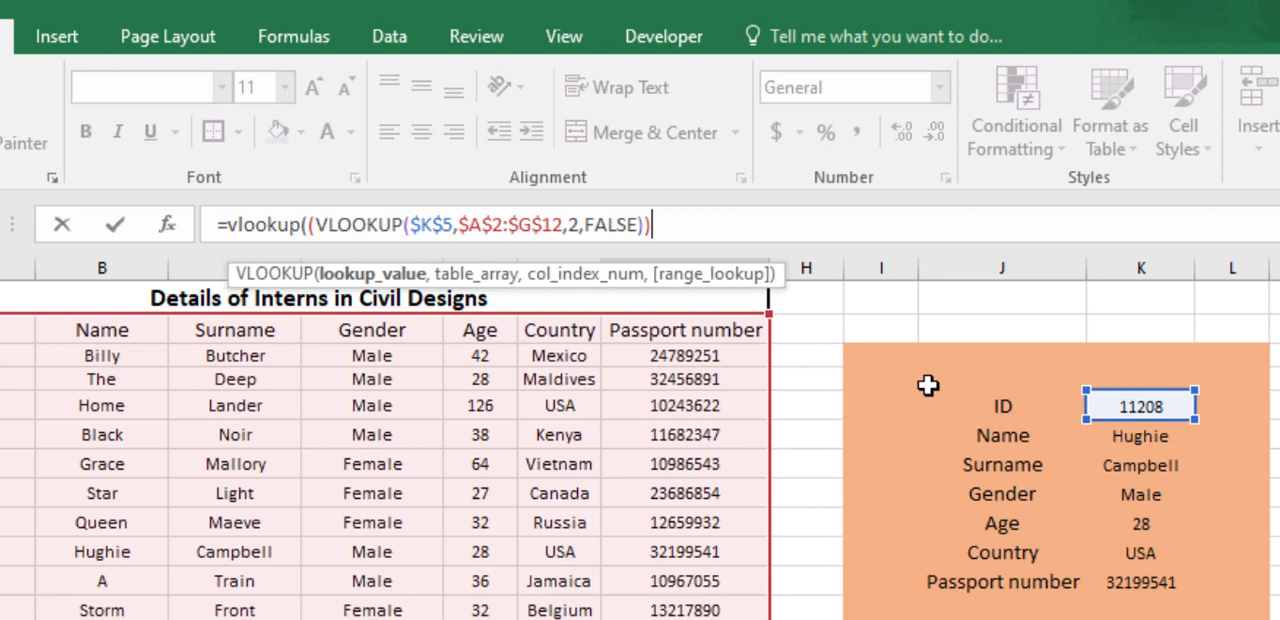 Insert Page Layout Formulas Data Review View Developer Tell me what you want to do...
11 A A Wrap Text General
Painter B I U A Merge & Center $ % , .0 .00 .00 .0 Conditional Formatting Format as Table Cell Styles Insert
Font Alignment Number Styles
fx =vlookup((VLOOKUP($K$5,$A$2:$G$12,2,FALSE))
VLOOKUP(lookup_value, table_array, col_index_num, [range_lookup])
B H I J K L
Details of Interns in Civil Designs
Name Surname Gender Age Country Passport number
Billy Butcher Male 42 Mexico 24789251
The Deep Male 28 Maldives 32456891
Home Lander Male 126 USA 10243622 ID 11208
Black Noir Male 38 Kenya 11682347 Name Hughie
Grace Mallory Female 64 Vietnam 10986543 Surname Campbell
Star Light Female 27 Canada 23686854 Gender Male
Queen Maeve Female 32 Russia 12659932 Age 28
Hughie Campbell Male 28 USA 32199541 Country USA
A Train Male 36 Jamaica 10967055 Passport number 32199541
Storm Front Female 32 Belgium 13217890